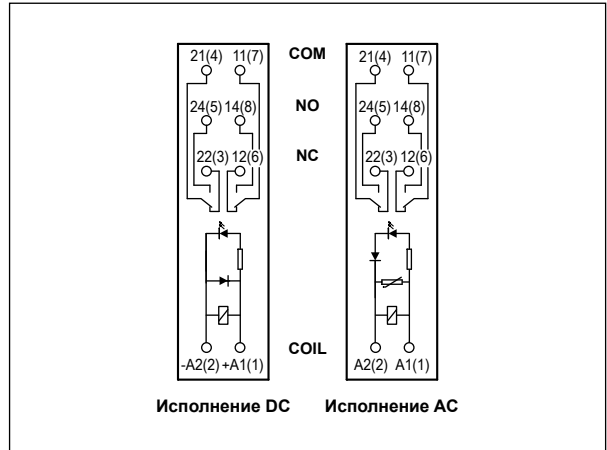 21(4) 11(7) COM 21(4) 11(7)
24(5) 14(8) NO 24(5) 14(8)
22(3) 12(6) NC 22(3) 12(6)
-A2(2) +A1(1) COIL A2(2) A1(1)
Исполнение DC Исполнение AC